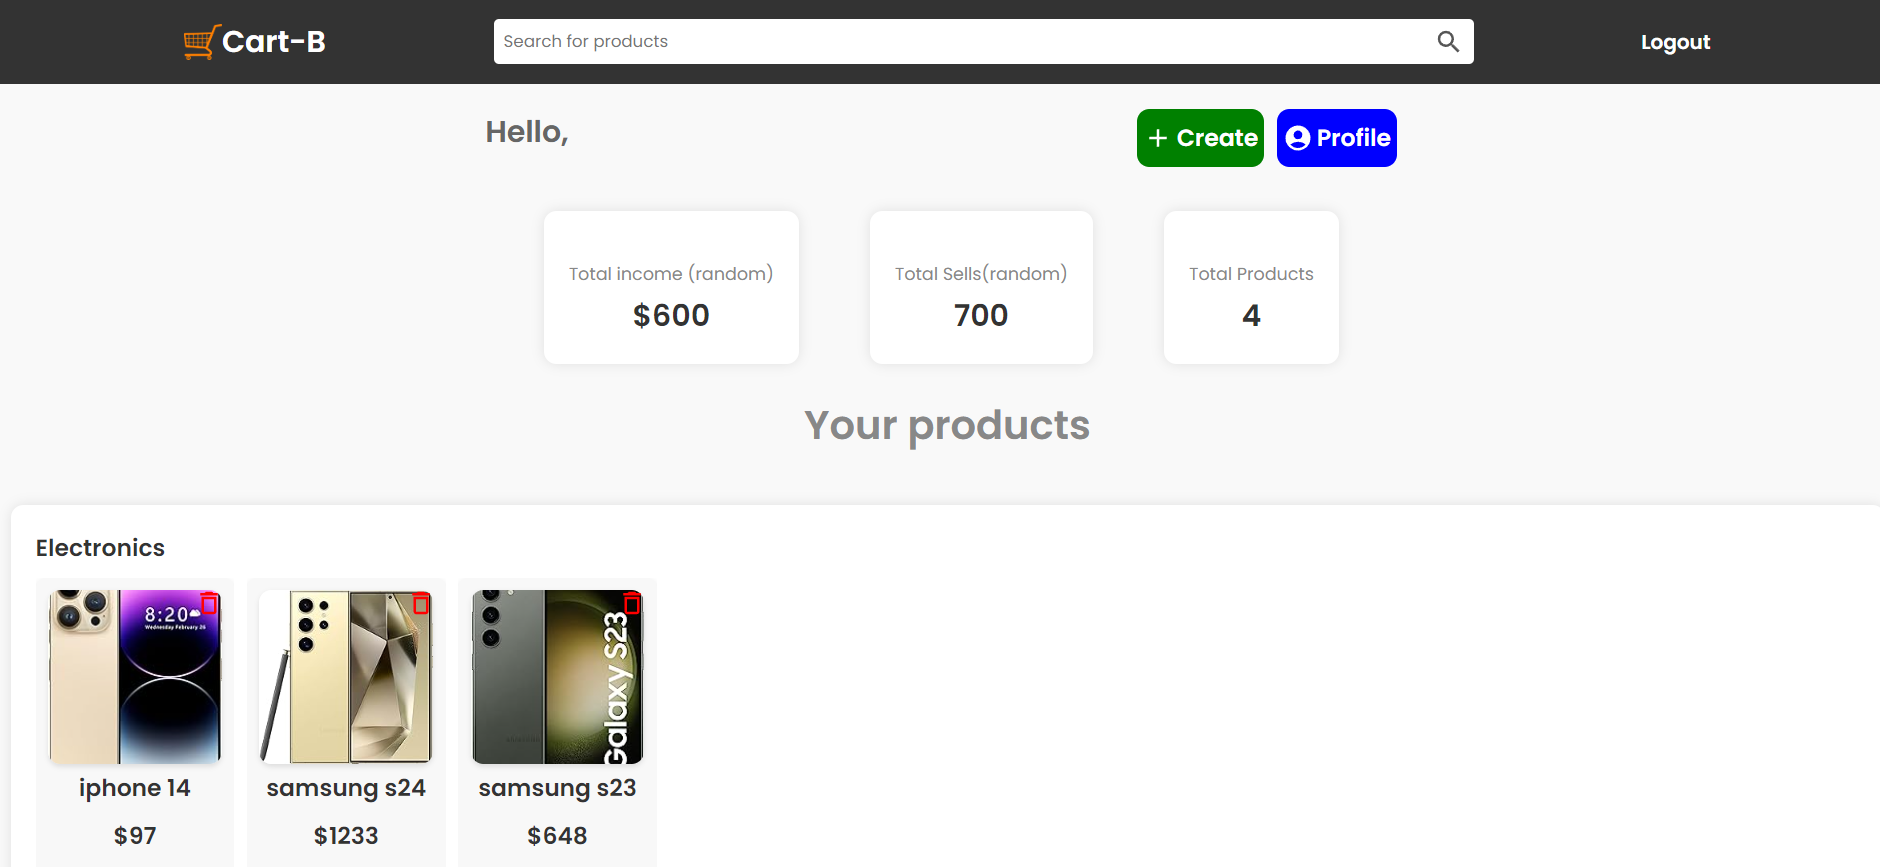 Cart-B
Search for products
Logout
Hello,
Create
Profile
Total income (random)
$600
Total Sells(random)
700
Total Products
4
Your products
Electronics
8:20
Wednesday February 26
Galaxy S23
iphone 14
samsung s24
samsung s23
$97
$1233
$648